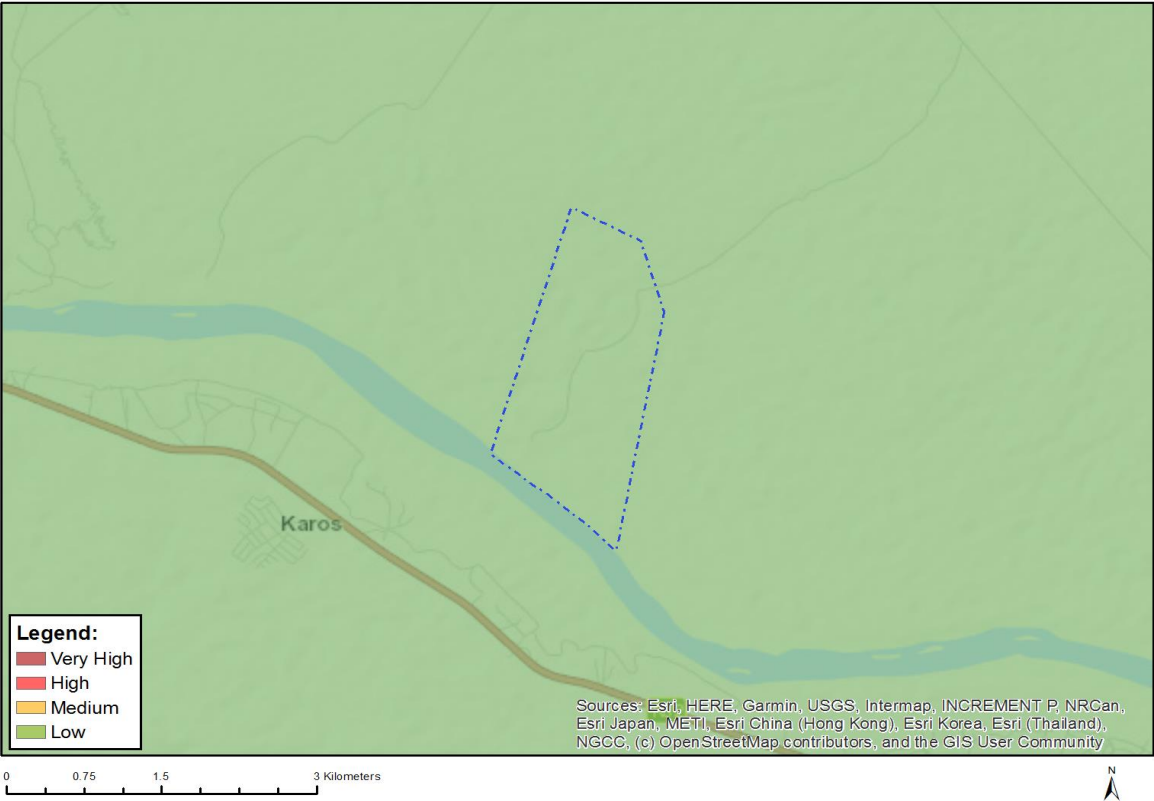 Karos
Legend:
Very High
High
Medium
Low
Sources: Esri, HERE, Garmin, USGS, Intermap, INCREMENT P, NRCan,
Esri Japan, METI, Esri China (Hong Kong), Esri Korea, Esri (Thailand),
NGCC, (c) OpenStreetMap contributors, and the GIS User Community
0 0.75 1.5 3 Kilometers
N